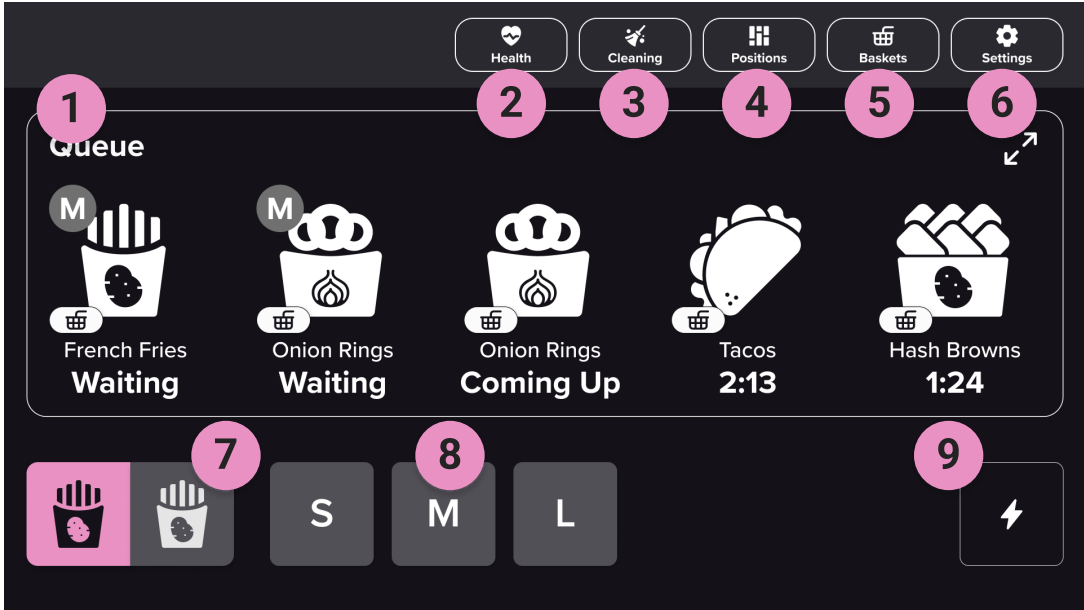 Health
Cleaning
Positions
Baskets
Settings
1
2
3
4
5
6
Queue
M
M
French Fries
Onion Rings
Onion Rings
Tacos
Hash Browns
Waiting
Waiting
Coming Up
2:13
1:24
7
8
9
S
M
L